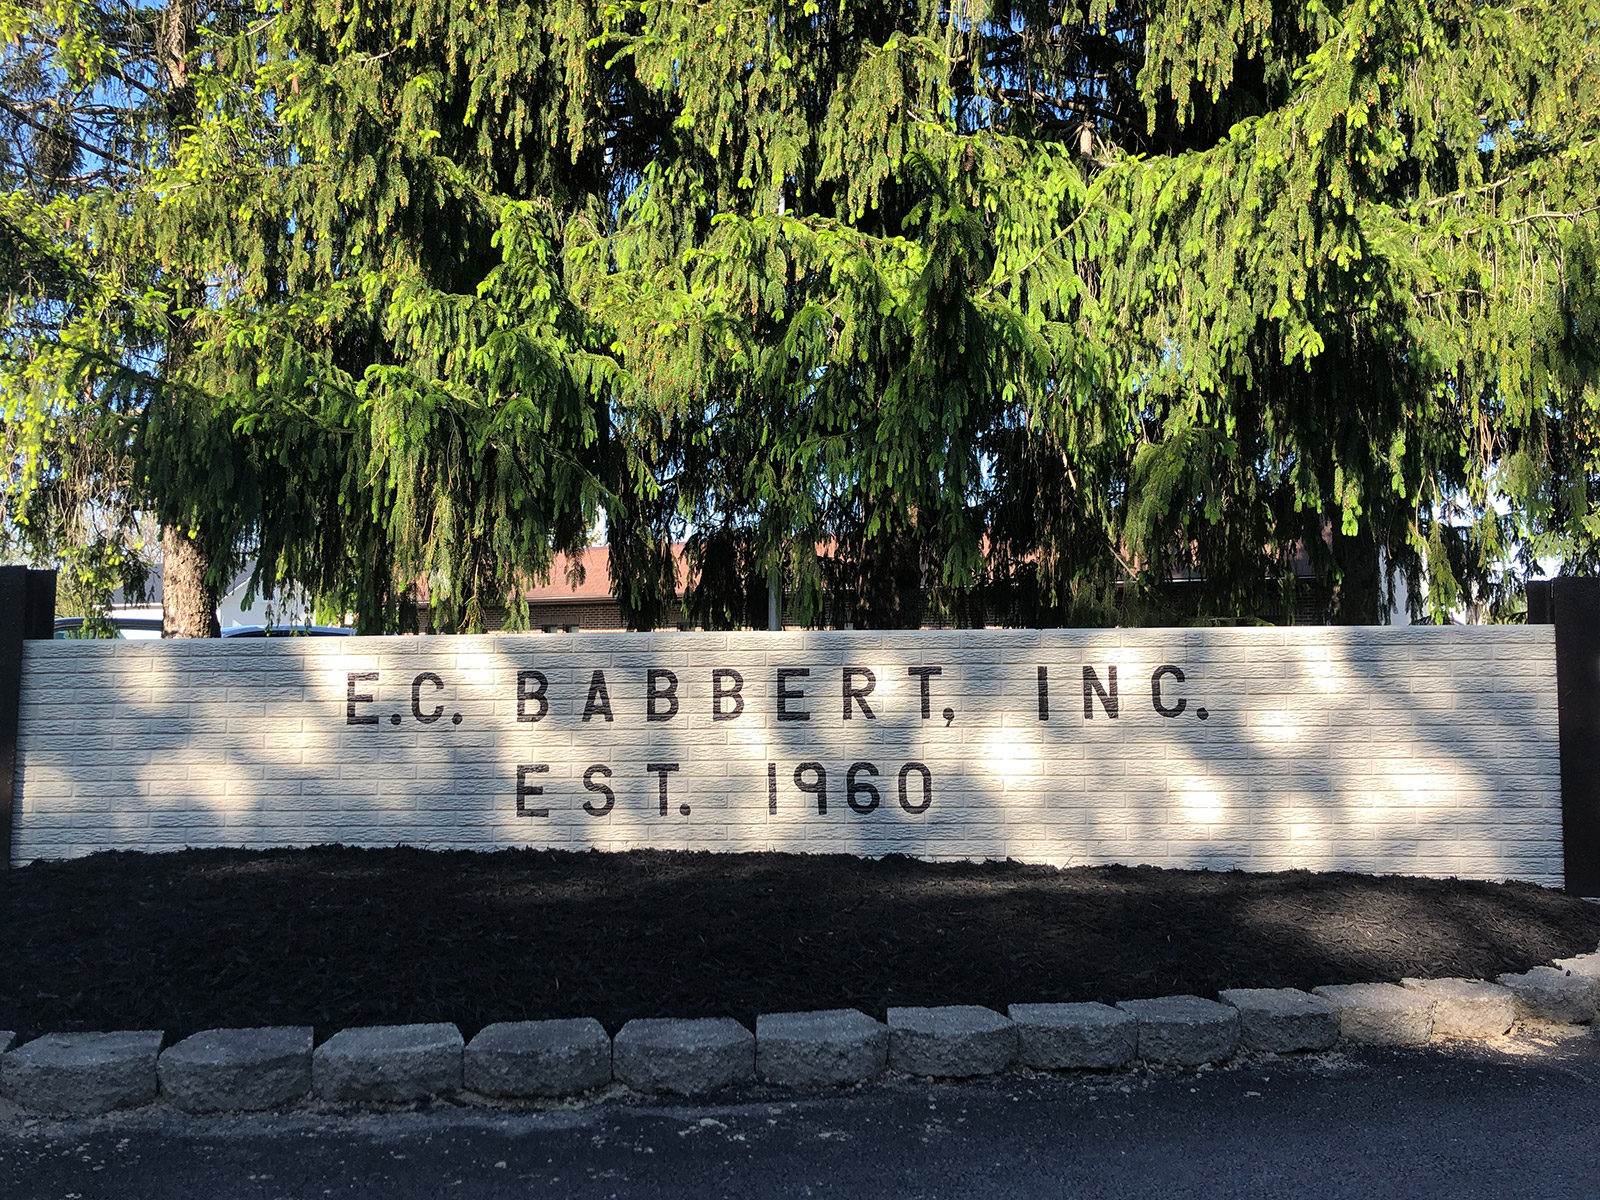 E.C. BABBERT, INC.
EST. 1960